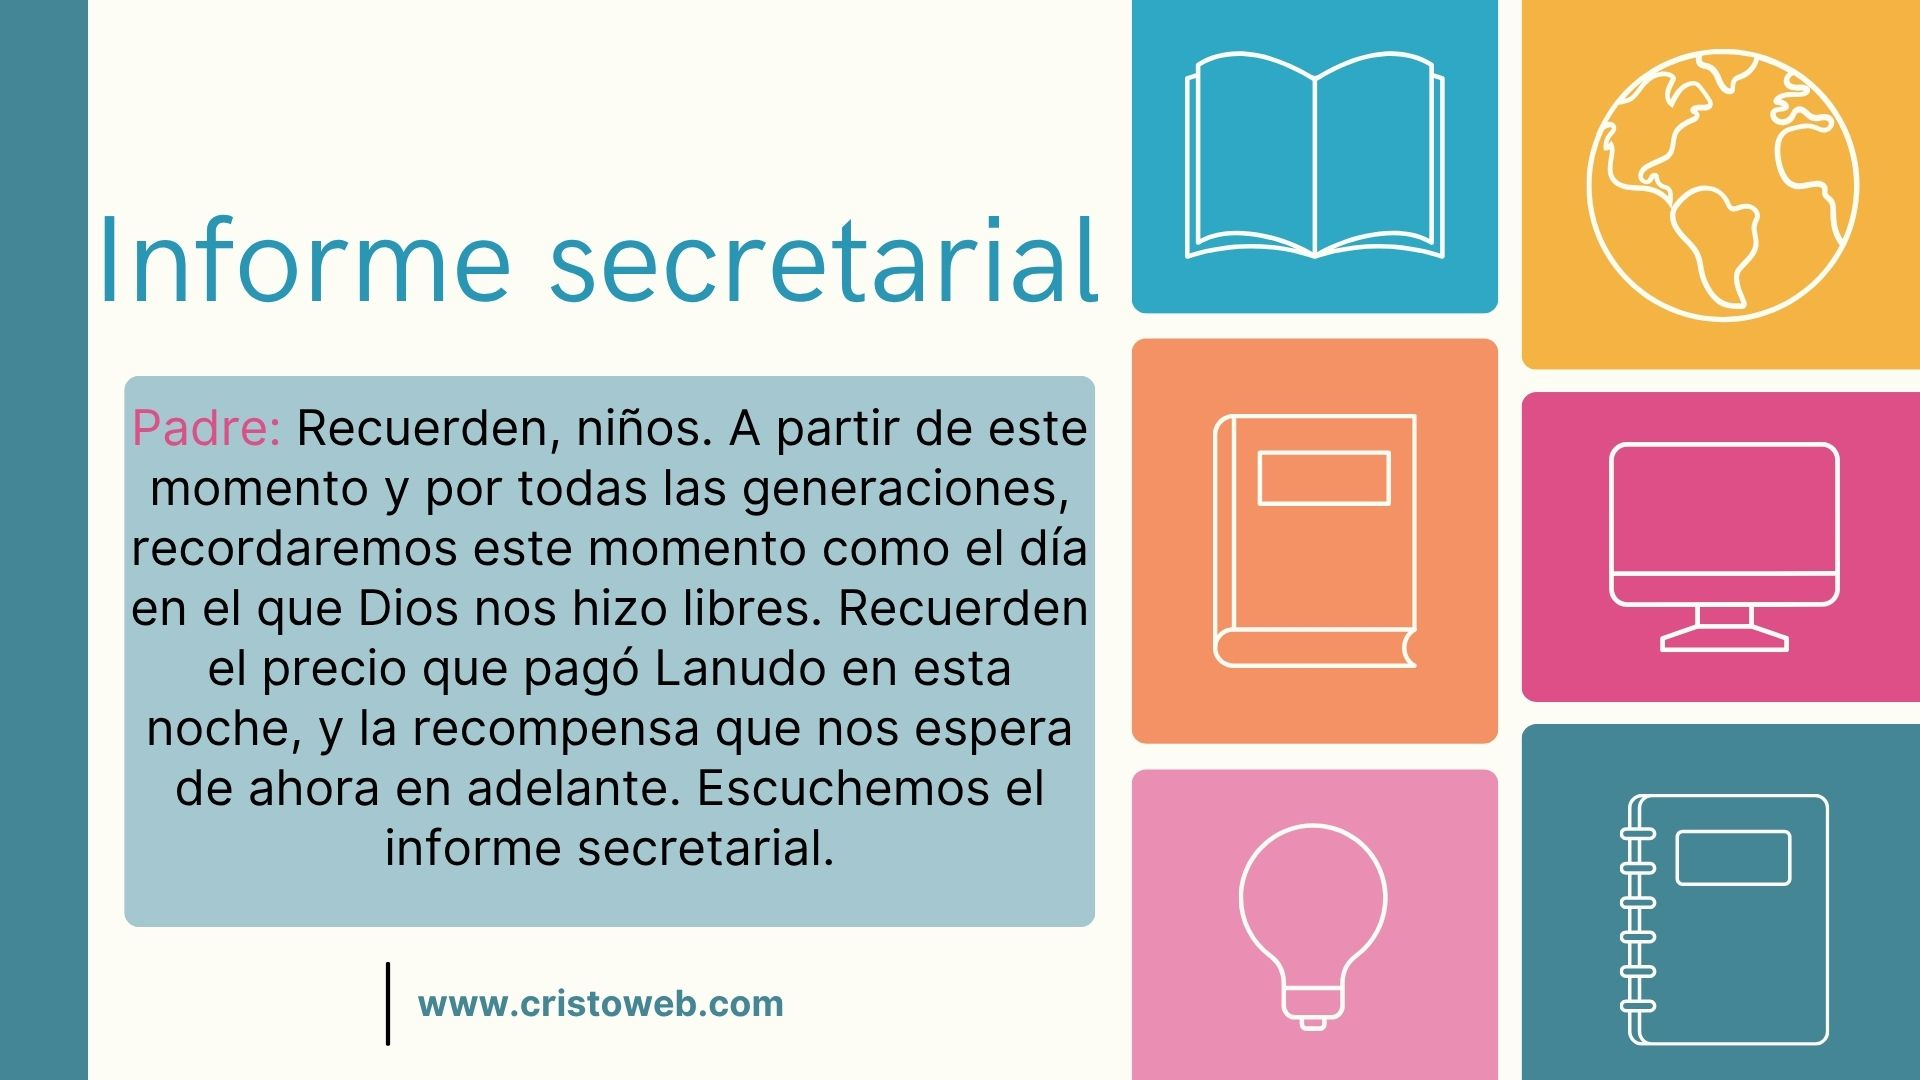 Informe secretarial
Padre: Recuerden, niños. A partir de este
momento y por todas las generaciones,
recordaremos este momento como el día
en el que Dios nos hizo libres. Recuerden
el precio que pagó Lanudo en esta
noche, y la recompensa que nos espera
de ahora en adelante. Escuchemos el
informe secretarial.
www.cristoweb.com